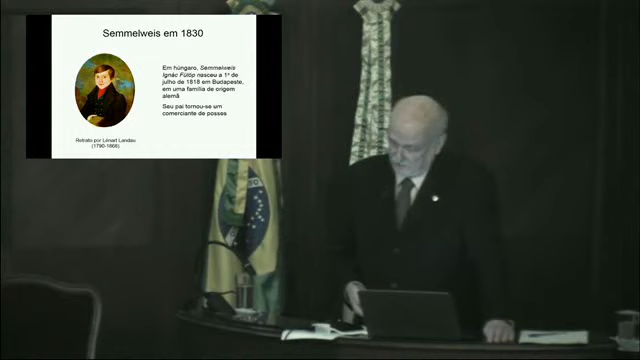 Semmelweis em 1830
Em húngaro, Semmelweis
Ignác Fülöp nasceu a 1º de
julho de 1818 em Budapeste,
em uma família de origem
alemã
Seu pai tornou-se um
comerciante de posses
Retrato por Lénart Landau
(1790-1868)